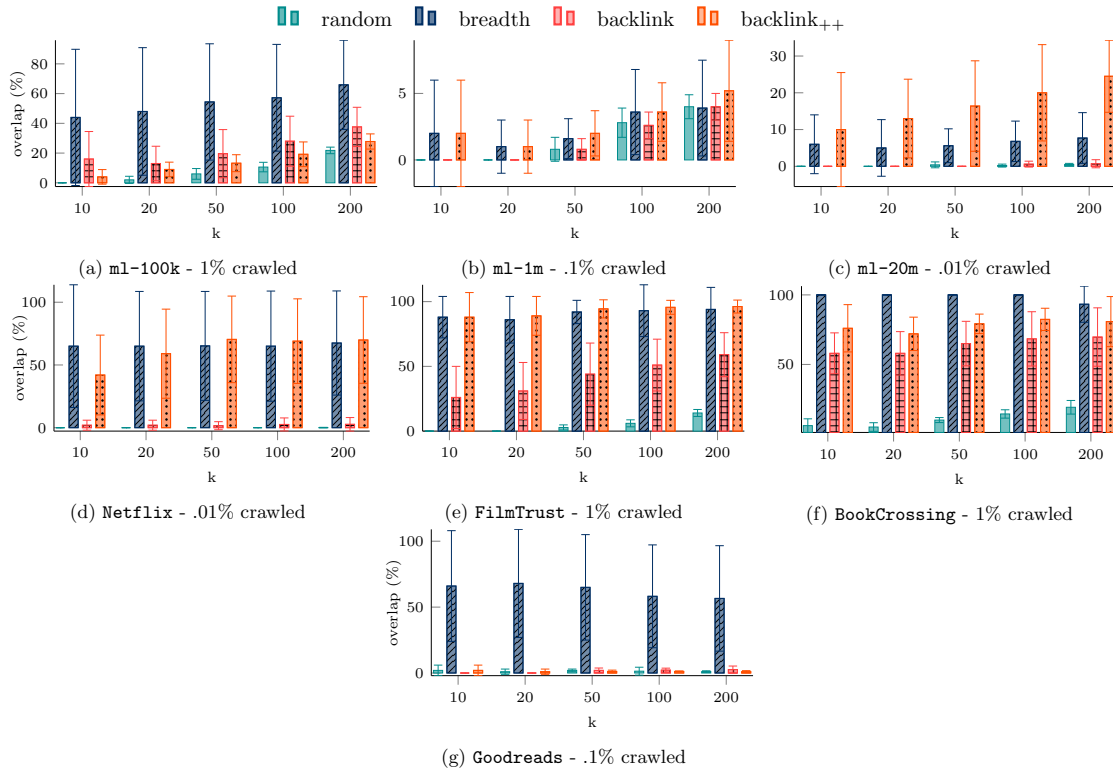 random breadth backlink backlink++
overlap (%)
80
60
40
20
0
10 20 50 100 200
k
(a) ml-100k - 1% crawled
5
0
10 20 50 100 200
k
(b) ml-1m - .1% crawled
30
20
10
0
10 20 50 100 200
k
(c) ml-20m - .01% crawled
overlap (%)
100
50
0
10 20 50 100 200
k
(d) Netflix - .01% crawled
100
50
0
10 20 50 100 200
k
(e) FilmTrust - 1% crawled
100
50
10 20 50 100 200
k
(f) BookCrossing - 1% crawled
overlap (%)
100
50
0
10 20 50 100 200
k
(g) Goodreads - .1% crawled